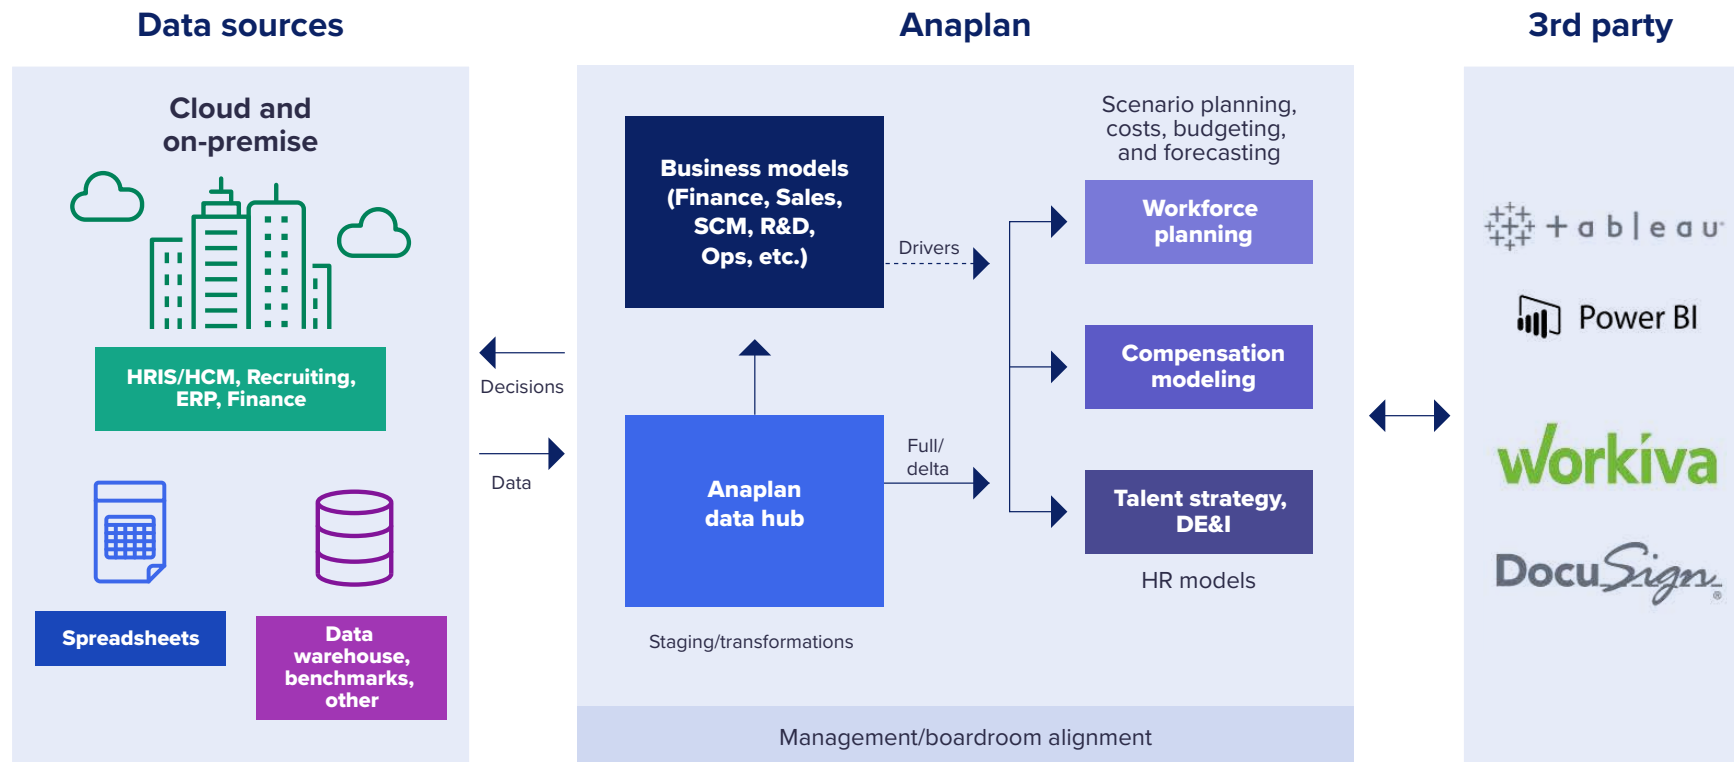 Data sources
Anaplan
3rd party
Cloud and
on-premise
HRIS/HCM, Recruiting,
ERP, Finance
Spreadsheets
Data
warehouse,
benchmarks,
other
Decisions
Data
Business models
(Finance, Sales,
SCM, R&D,
Ops, etc.)
Drivers
Anaplan
data hub
Full/
delta
Staging/transformations
Scenario planning,
costs, budgeting,
and forecasting
Workforce
planning
Compensation
modeling
Talent strategy,
DE&I
HR models
Management/boardroom alignment
+ableau
Power BI
workiva
DocuSign®